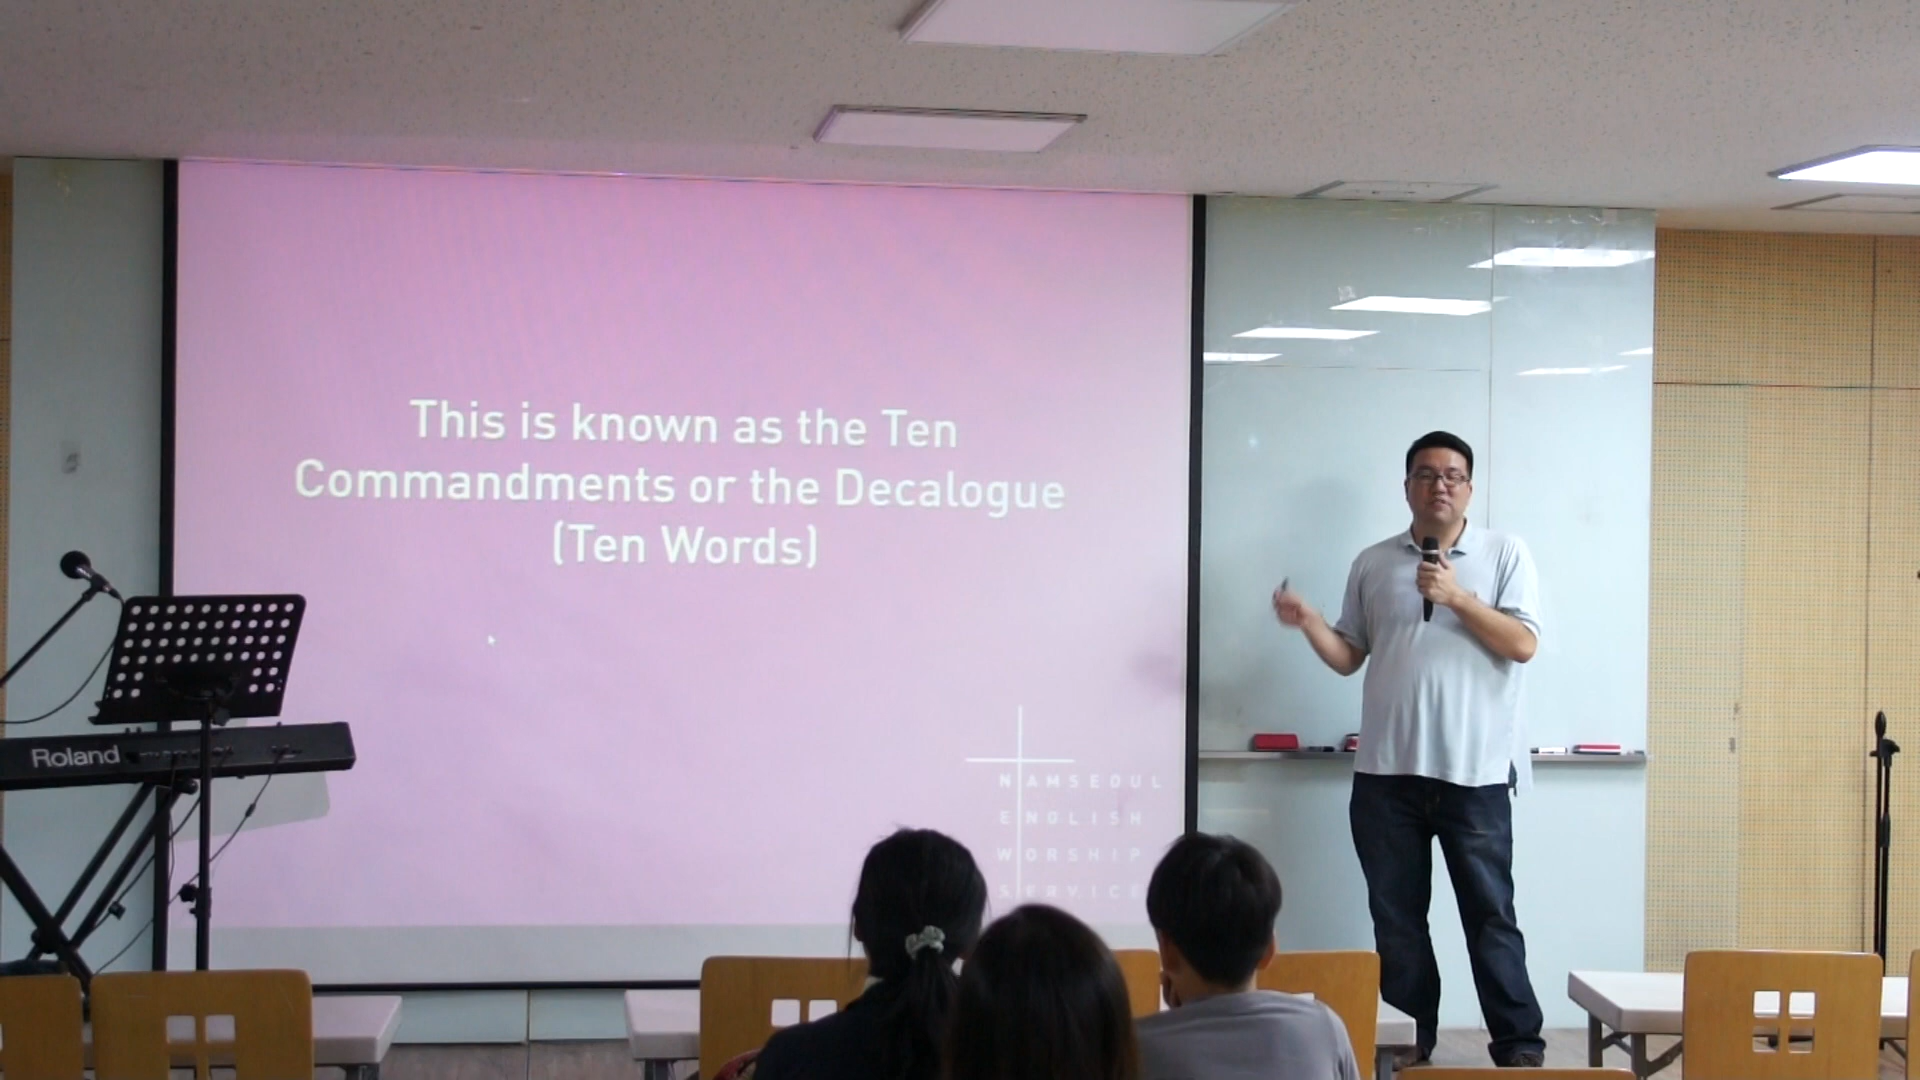 This is known as the Ten
Commandments or the Decalogue
(Ten Words)
NAMSEOUL
ENGLISH
WORSHIP
SERVICE
Roland